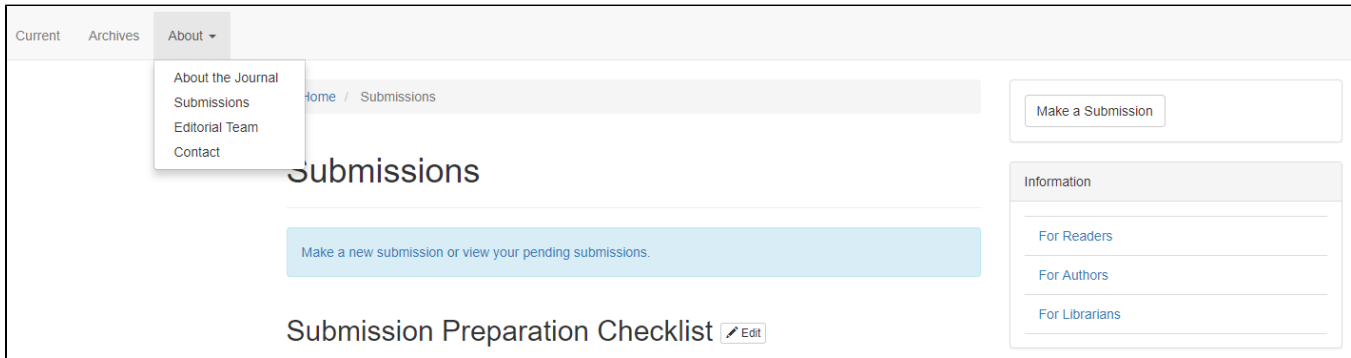 Current Archives About
About the Journal
Submissions
Editorial Team
Contact
Home / Submissions
Submissions
Make a new submission or view your pending submissions.
Submission Preparation Checklist Edit
Make a Submission
Information
For Readers
For Authors
For Librarians